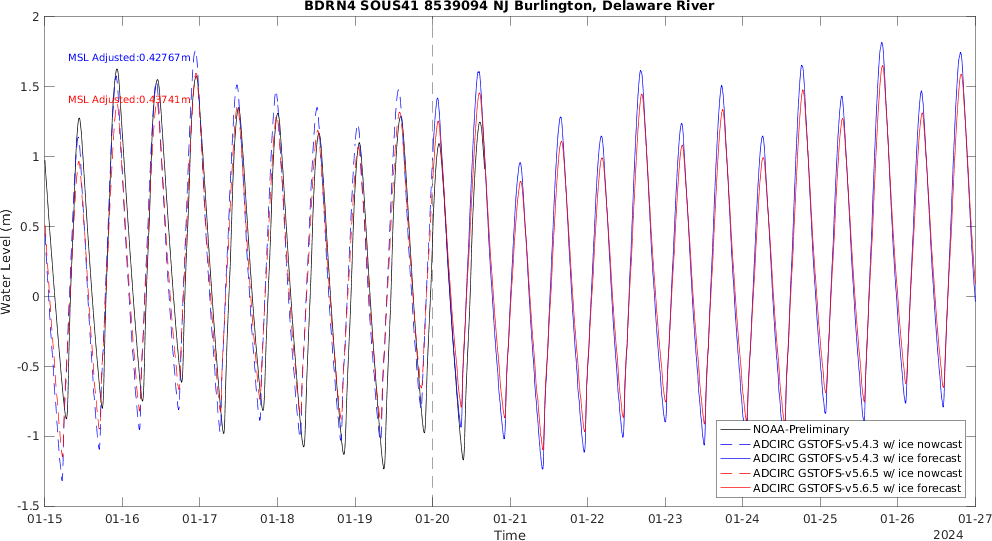 BDRN4 SOUS41 8539094 NJ Burlington, Delaware River
2
MSL Adjusted:0.42767m
1.5
MSL Adjusted:0.43741m
1
0.5
Water Level (m)
0
-0.5
-1
NOAA-Preliminary
ADCIRC GSTOFS-v5.4.3 w/ ice nowcast
ADCIRC GSTOFS-v5.4.3 w/ ice forecast
ADCIRC GSTOFS-v5.6.5 w/ ice nowcast
ADCIRC GSTOFS-v5.6.5 w/ ice forecast
-1.5
01-15 01-16 01-17 01-18 01-19 01-20 01-21 01-22 01-23 01-24 01-25 01-26 01-27
Time 2024